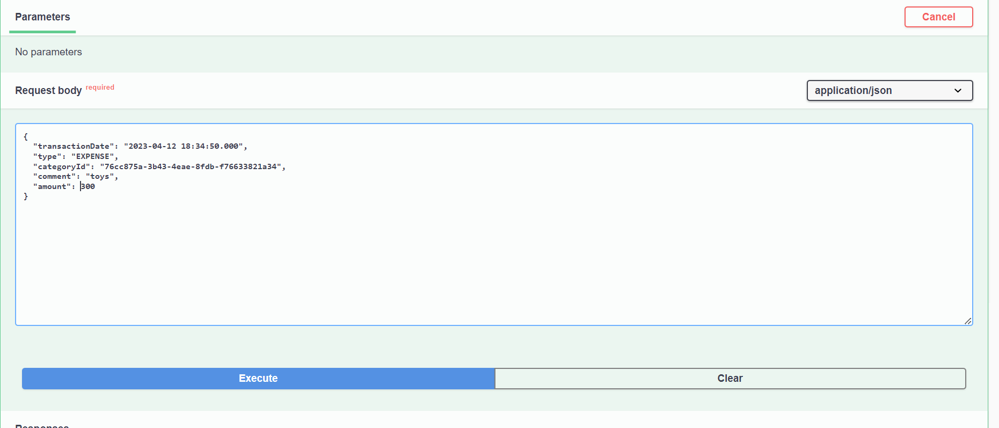 Parameters
Cancel
No parameters
Request body required
application/json
{
"transactionDate": "2023-04-12 18:34:50.000",
"type": "EXPENSE",
"categoryId": "76cc875a-3b43-4eae-8fdb-f76633821a34",
"comment": "toys",
"amount": 300
}
Execute
Clear
Responses